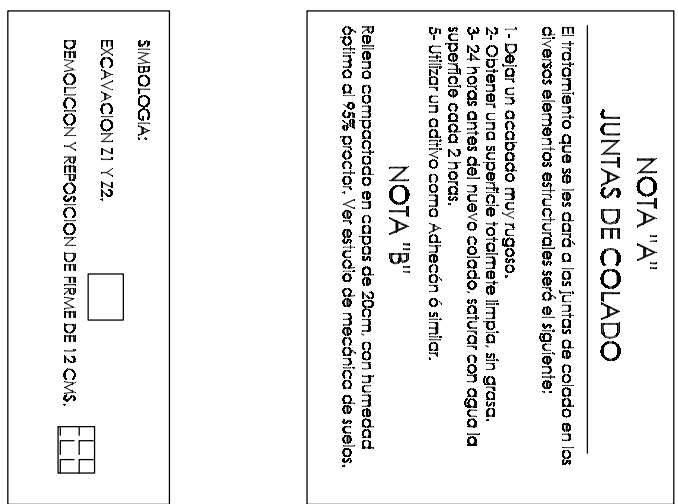 NOTA "A"
JUNTAS DE COLADO
El tratamiento que se les dará a las juntas de colado en los
diversos elementos estructurales será el siguiente:
1- Dejar un acabado muy rugoso.
2- Obtener una superficie totalmete limpia, sin grasa.
3- 24 horas antes del nuevo colado, saturar con agua la
superficie cada 2 horas.
5- Utilizar un aditivo como Adhecón ó similar.
NOTA "B"
Relleno compactado en capas de 20cm, con humedad
óptima al 95% proctor. Ver estudio de mecánica de suelos.
SIMBOLOGIA:
EXCAVACION Z1 Y Z2.
DEMOLICION Y REPOSICION DE FIRME DE 12 CMS.